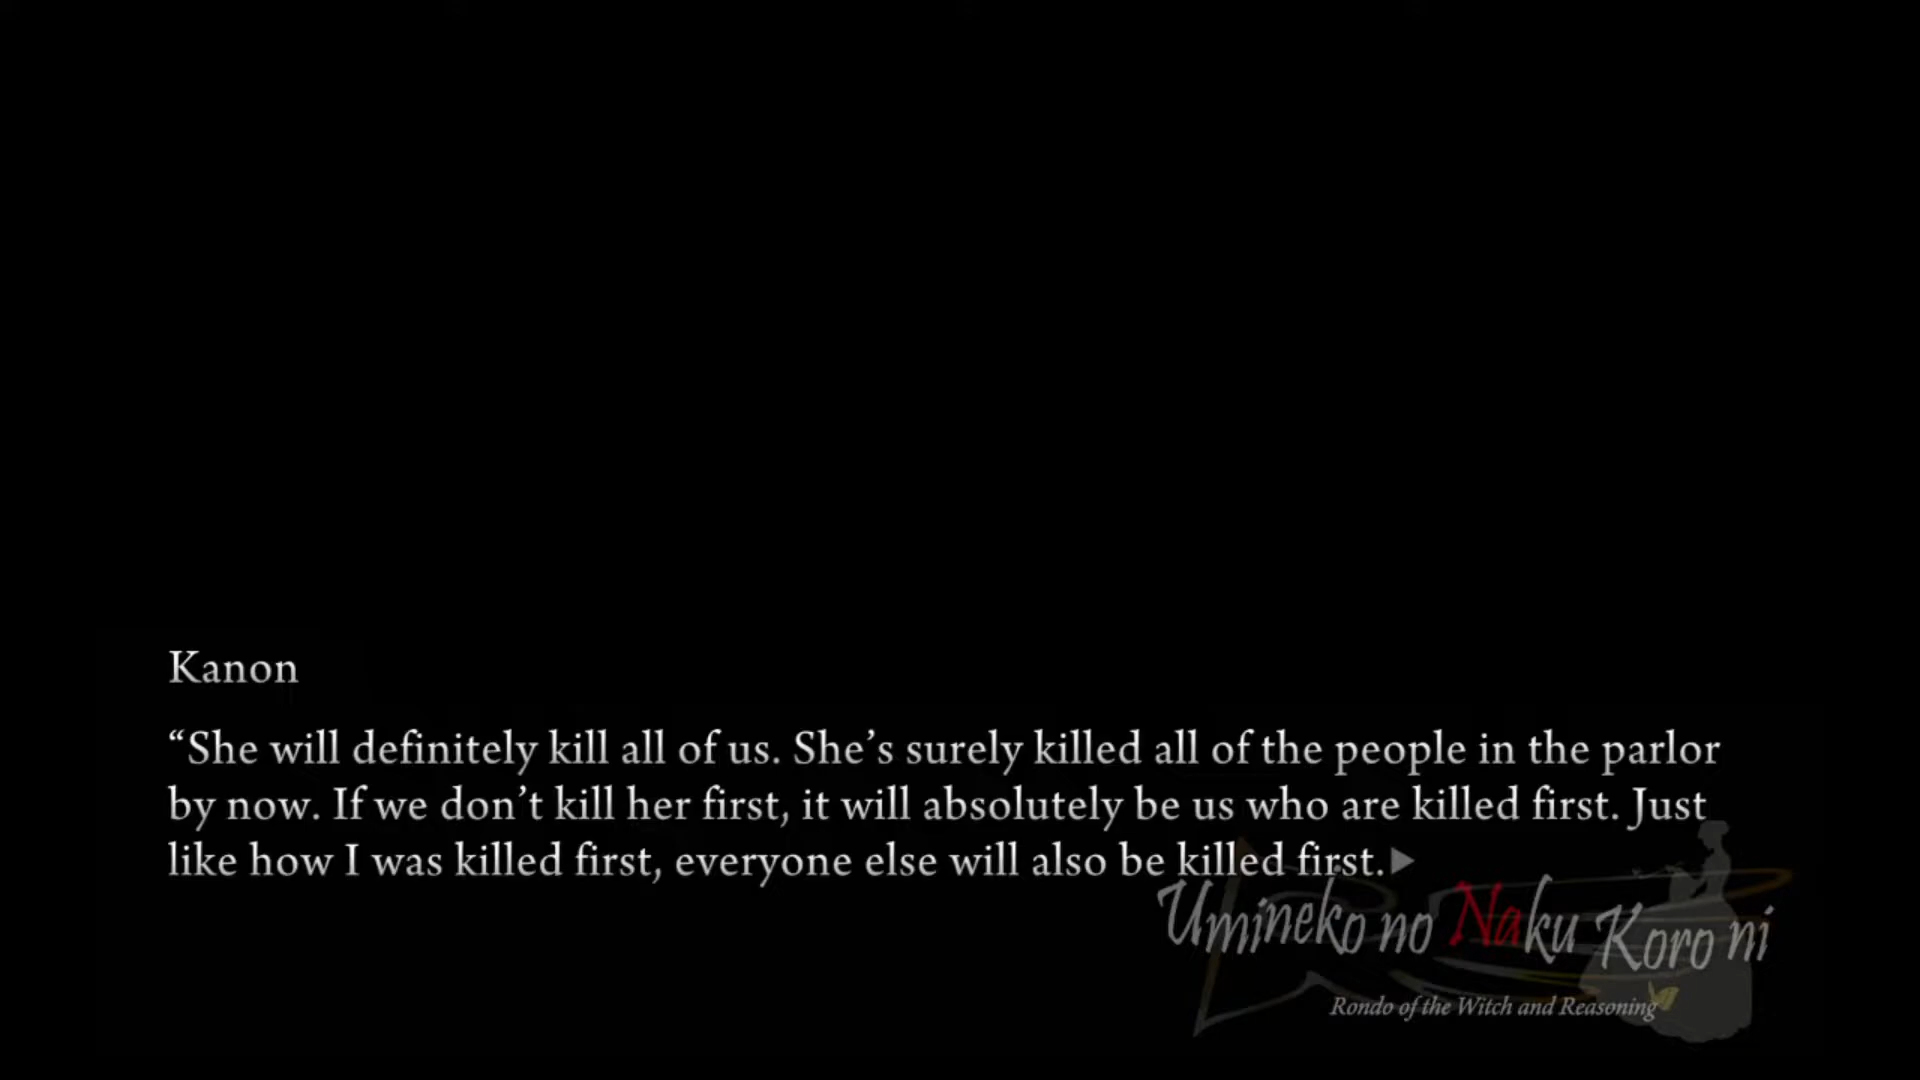 Kanon
“She will definitely kill all of us. She’s surely killed all of the people in the parlor
by now. If we don’t kill her first, it will absolutely be us who are killed first. Just
like how I was killed first, everyone else will also be killed first.
Umineko no Naku Koro ni
Rondo of the Witch and Reasoning